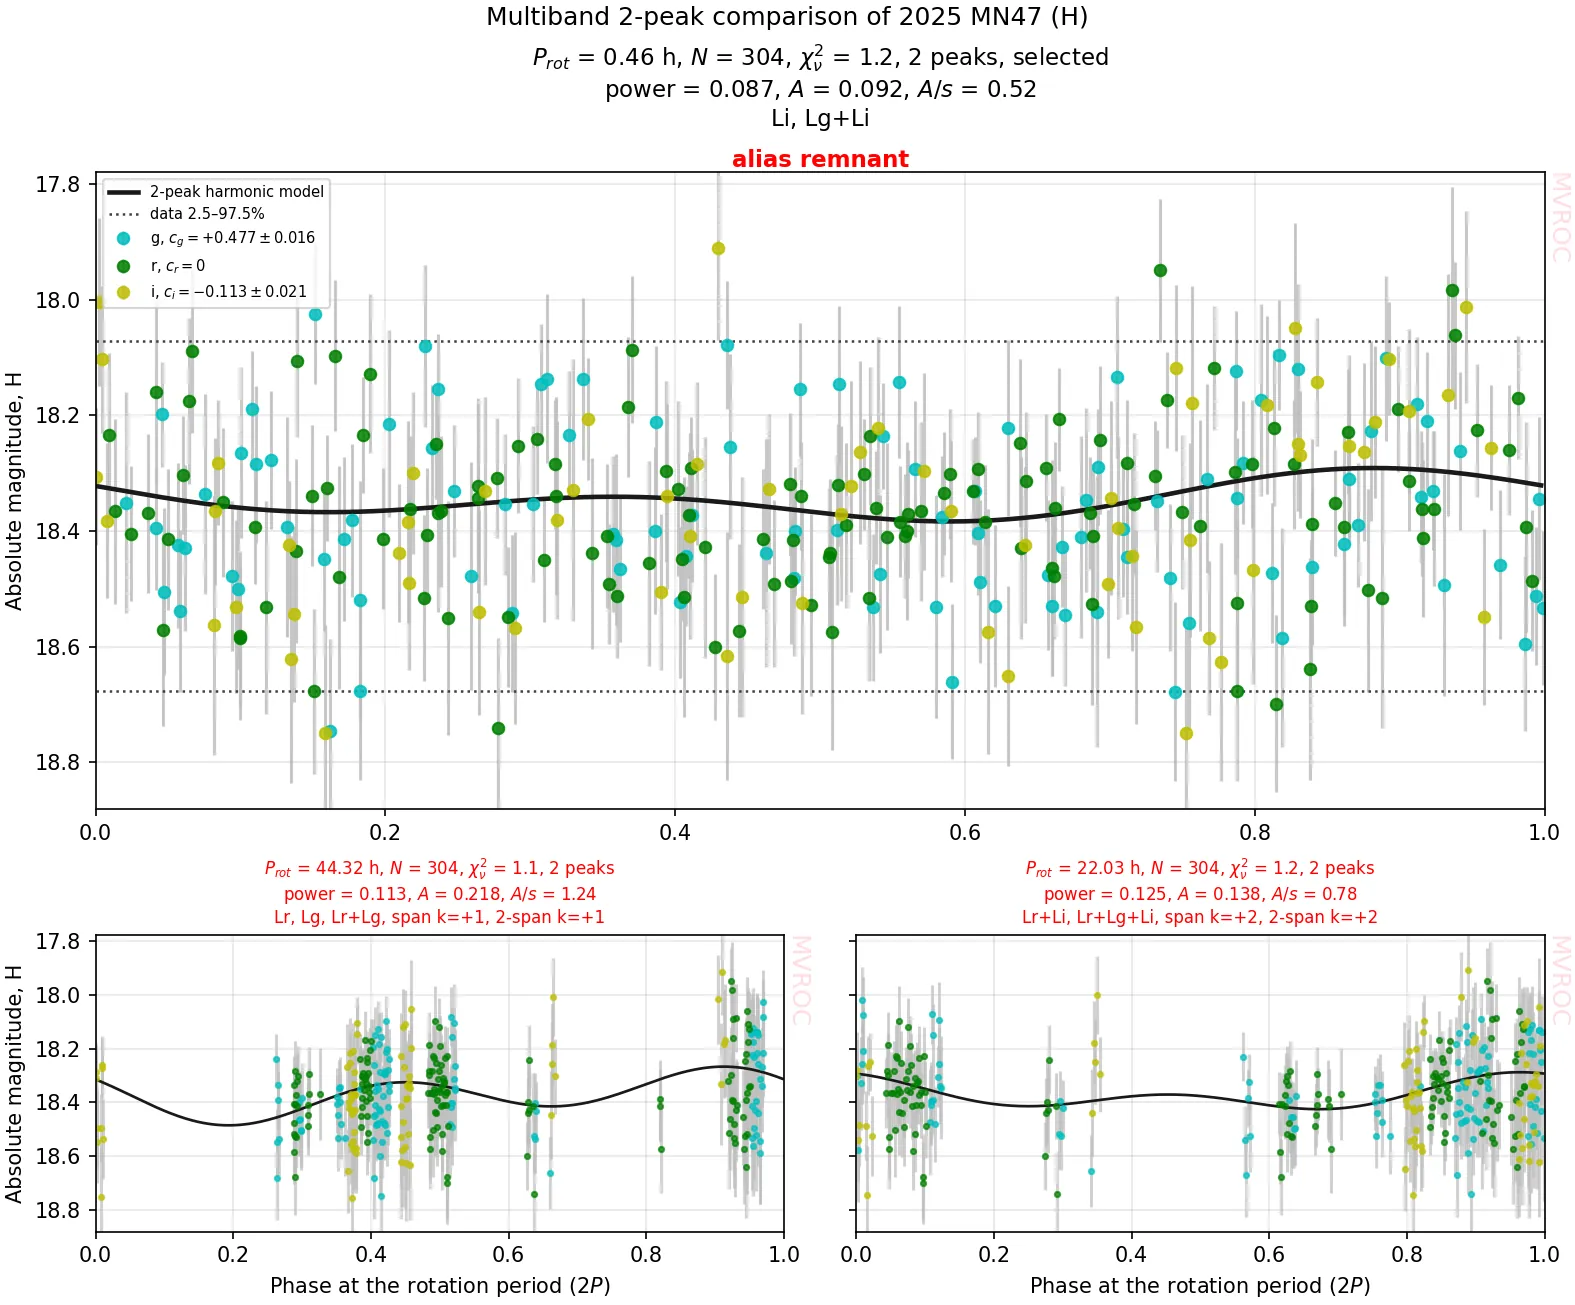 Multiband 2-peak comparison of 2025 MN47 (H)
P_rot = 0.46 h, N = 304, χ²_ν = 1.2, 2 peaks, selected
power = 0.087, A = 0.092, A/s = 0.52
Li, Lg+Li
alias remnant
2-peak harmonic model
data 2.5–97.5%
g, c_g = +0.477 ± 0.016
r, c_r = 0
i, c_i = −0.113 ± 0.021
Absolute magnitude, H
17.8
18.0
18.2
18.4
18.6
18.8
0.0 0.2 0.4 0.6 0.8 1.0
MVROC
P_rot = 44.32 h, N = 304, χ²_ν = 1.1, 2 peaks
power = 0.113, A = 0.218, A/s = 1.24
Lr, Lg, Lr+Lg, span k=+1, 2-span k=+1
Absolute magnitude, H
17.8
18.0
18.2
18.4
18.6
18.8
0.0 0.2 0.4 0.6 0.8 1.0
Phase at the rotation period (2P)
MVROC
P_rot = 22.03 h, N = 304, χ²_ν = 1.2, 2 peaks
power = 0.125, A = 0.138, A/s = 0.78
Lr+Li, Lr+Lg+Li, span k=+2, 2-span k=+2
0.0 0.2 0.4 0.6 0.8 1.0
Phase at the rotation period (2P)
MVROC